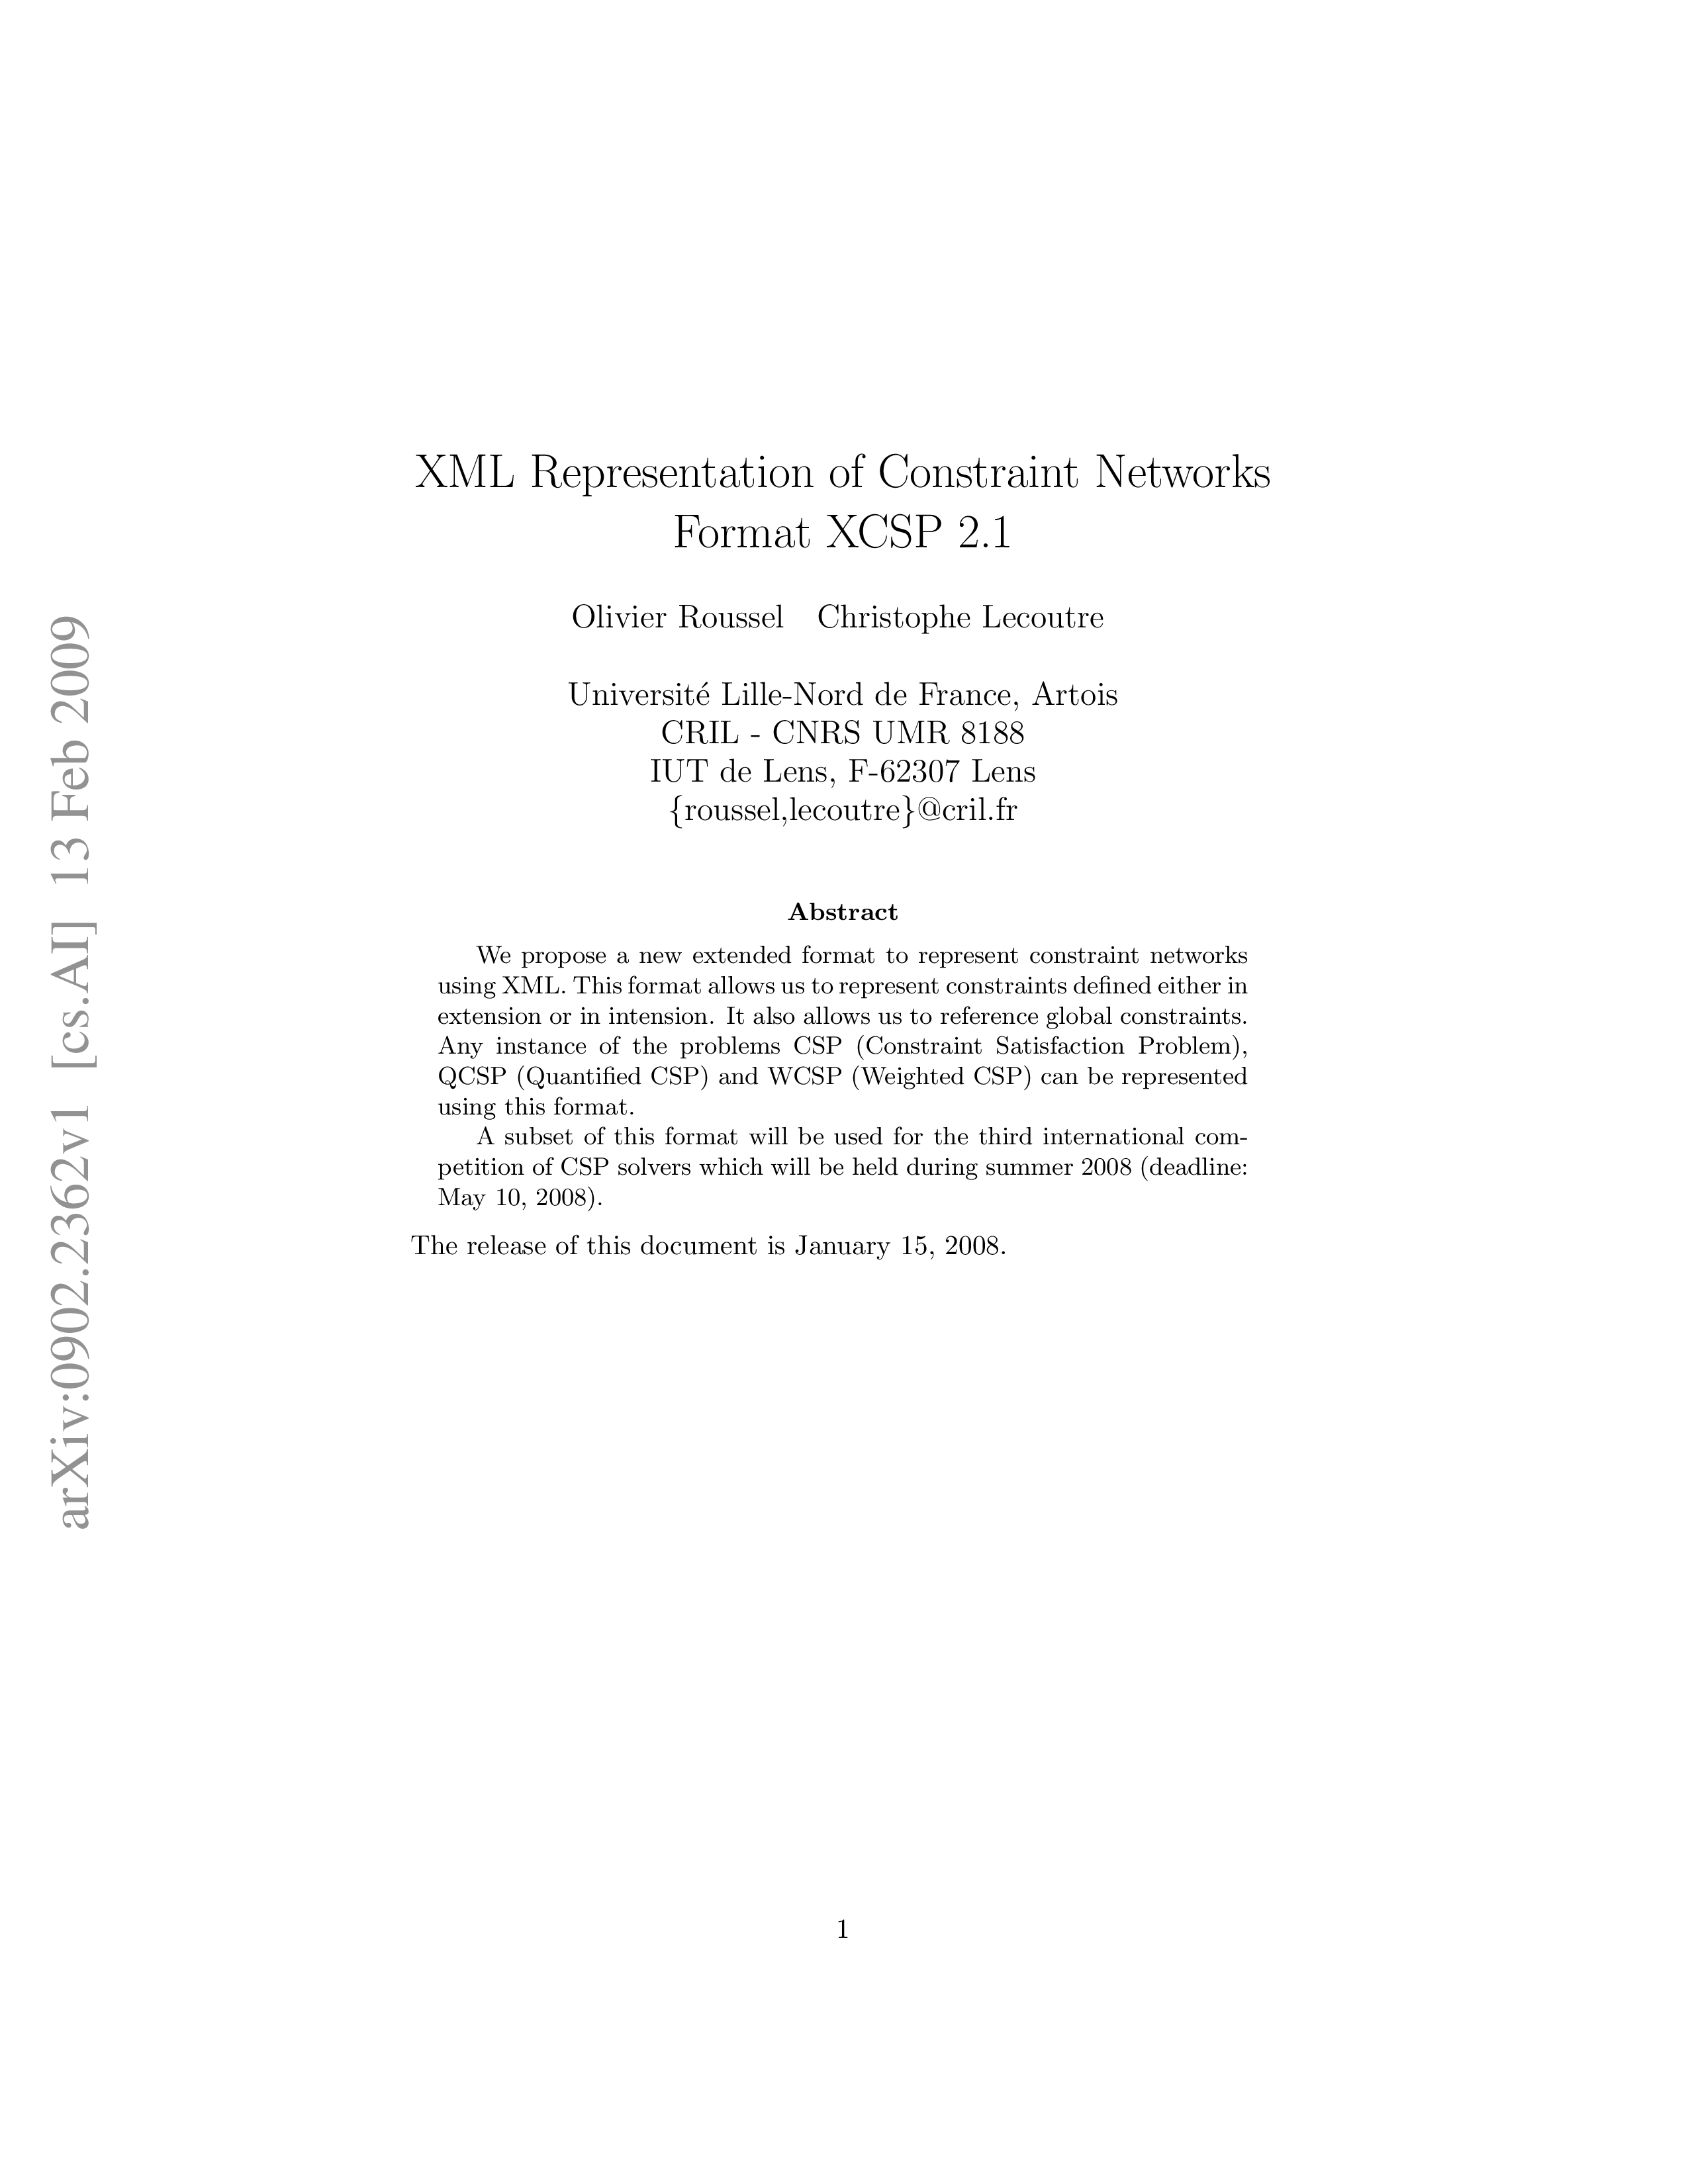 XML Representation of Constraint Networks
Format XCSP 2.1
Olivier Roussel Christophe Lecoutre
Université Lille-Nord de France, Artois
CRIL - CNRS UMR 8188
IUT de Lens, F-62307 Lens
{roussel,lecoutre}@cril.fr
Abstract
We propose a new extended format to represent constraint networks
using XML. This format allows us to represent constraints defined either in
extension or in intension. It also allows us to reference global constraints.
Any instance of the problems CSP (Constraint Satisfaction Problem),
QCSP (Quantified CSP) and WCSP (Weighted CSP) can be represented
using this format.
A subset of this format will be used for the third international com-
petition of CSP solvers which will be held during summer 2008 (deadline:
May 10, 2008).
The release of this document is January 15, 2008.
1
arXiv:0902.2362v1 [cs.AI] 13 Feb 2009